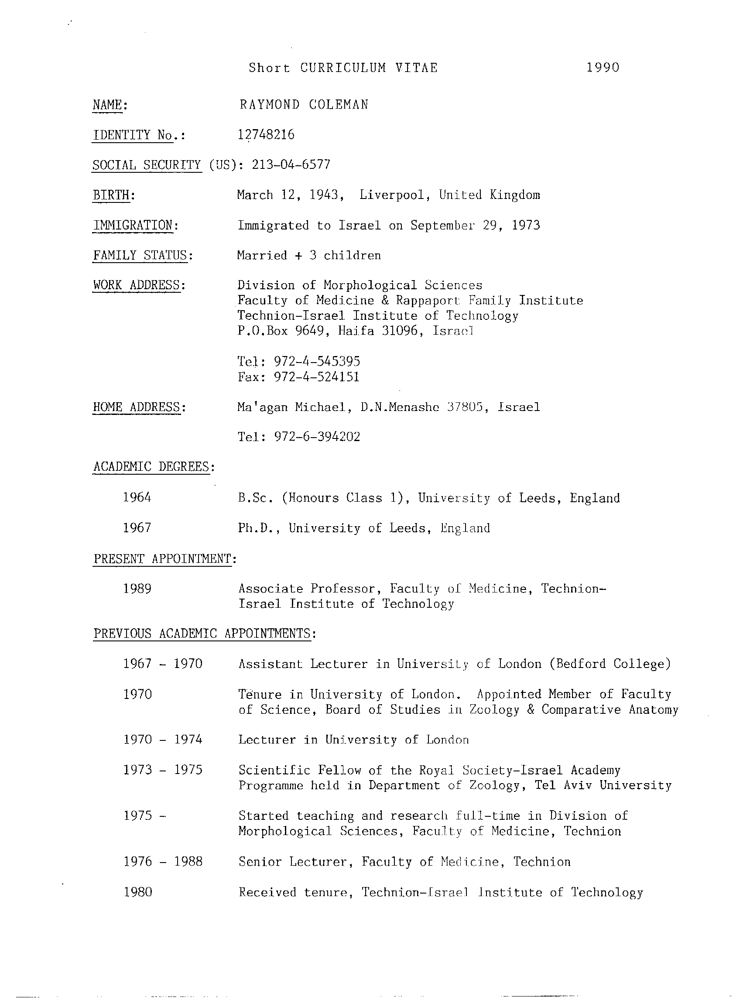 Short CURRICULUM VITAE 1990
NAME: RAYMOND COLEMAN
IDENTITY No.: 12748216
SOCIAL SECURITY (US): 213-04-6577
BIRTH: March 12, 1943, Liverpool, United Kingdom
IMMIGRATION: Immigrated to Israel on September 29, 1973
FAMILY STATUS: Married + 3 children
WORK ADDRESS: Division of Morphological Sciences
Faculty of Medicine & Rappaport Family Institute
Technion-Israel Institute of Technology
P.O.Box 9649, Haifa 31096, Israel
Tel: 972-4-545395
Fax: 972-4-524151
HOME ADDRESS: Ma'agan Michael, D.N.Menashe 37805, Israel
Tel: 972-6-394202
ACADEMIC DEGREES:
1964 B.Sc. (Honours Class 1), University of Leeds, England
1967 Ph.D., University of Leeds, England
PRESENT APPOINTMENT:
1989 Associate Professor, Faculty of Medicine, Technion-
Israel Institute of Technology
PREVIOUS ACADEMIC APPOINTMENTS:
1967 - 1970 Assistant Lecturer in University of London (Bedford College)
1970 Tenure in University of London. Appointed Member of Faculty
of Science, Board of Studies in Zoology & Comparative Anatomy
1970 - 1974 Lecturer in University of London
1973 - 1975 Scientific Fellow of the Royal Society-Israel Academy
Programme held in Department of Zoology, Tel Aviv University
1975 - Started teaching and research full-time in Division of
Morphological Sciences, Faculty of Medicine, Technion
1976 - 1988 Senior Lecturer, Faculty of Medicine, Technion
1980 Received tenure, Technion-Israel Institute of Technology